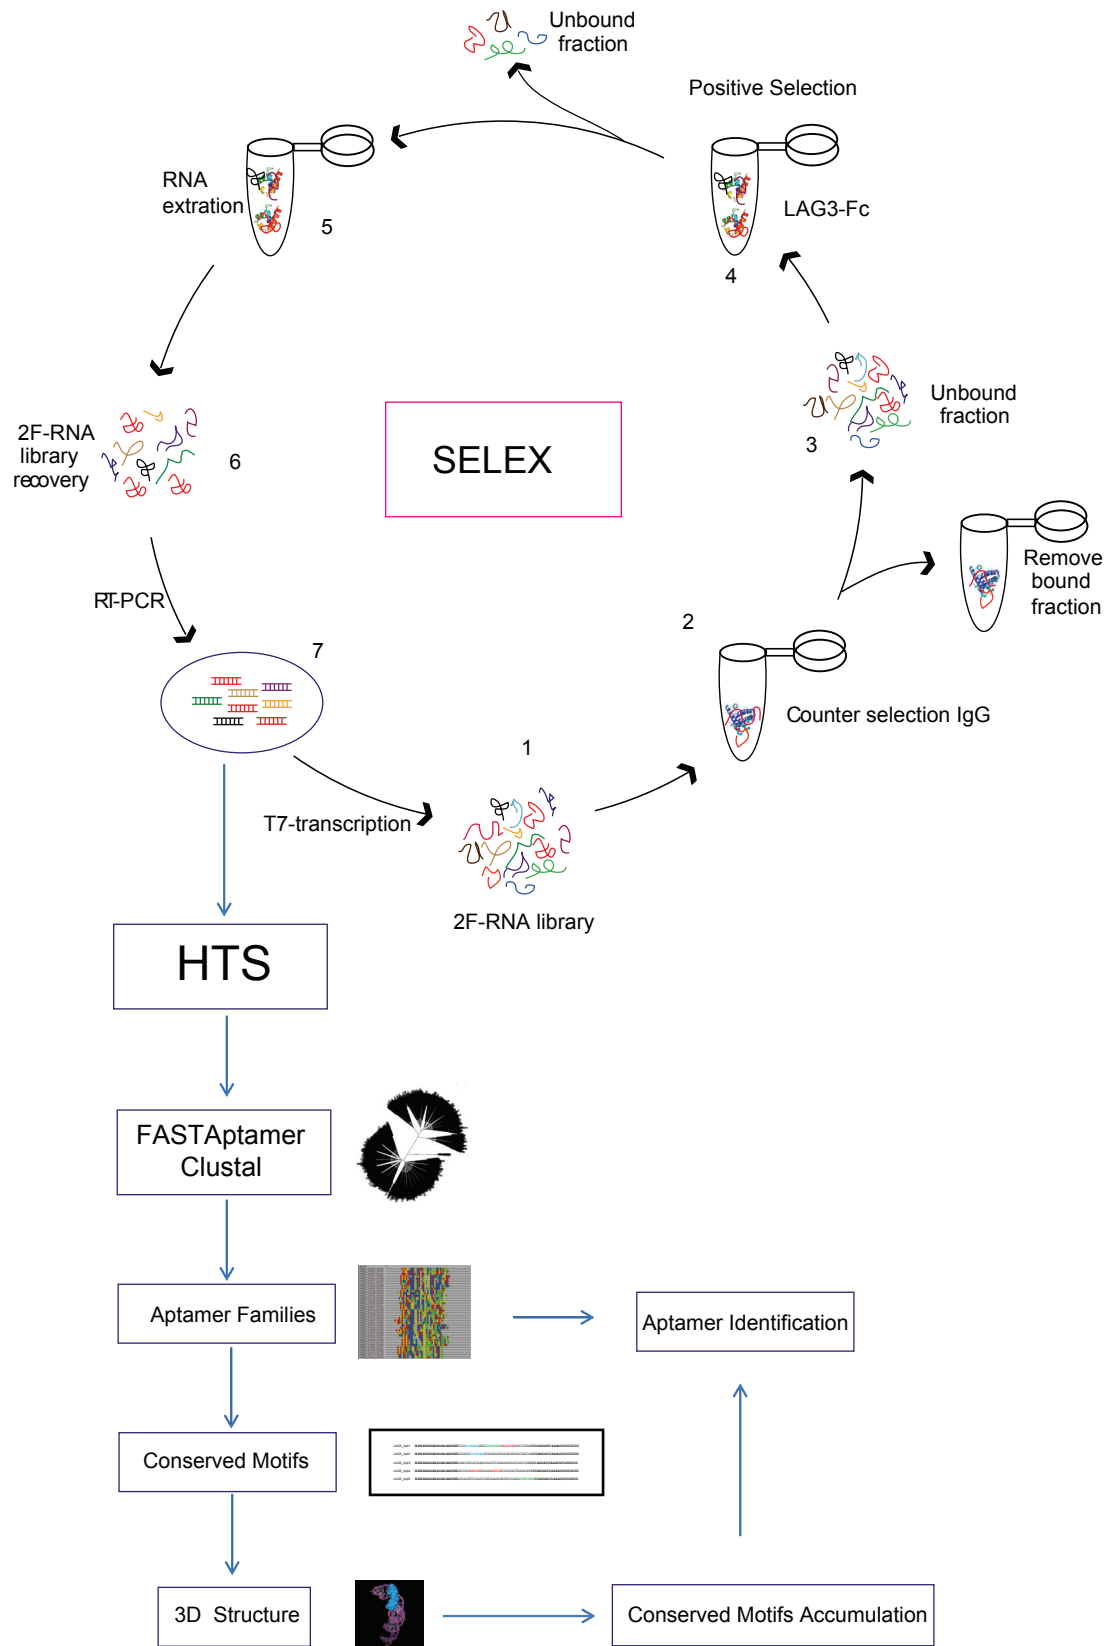 Unbound
fraction
Positive Selection
RNA
extration
5
LAG3-Fc
4
2F-RNA
library
recovery
6
SELEX
Unbound
fraction
3
Remove
bound
fraction
RT-PCR
7
2
Counter selection IgG
1
T7-transcription
2F-RNA library
HTS
FASTAptamer
Clustal
Aptamer Families
Aptamer Identification
Conserved Motifs
3D Structure
Conserved Motifs Accumulation